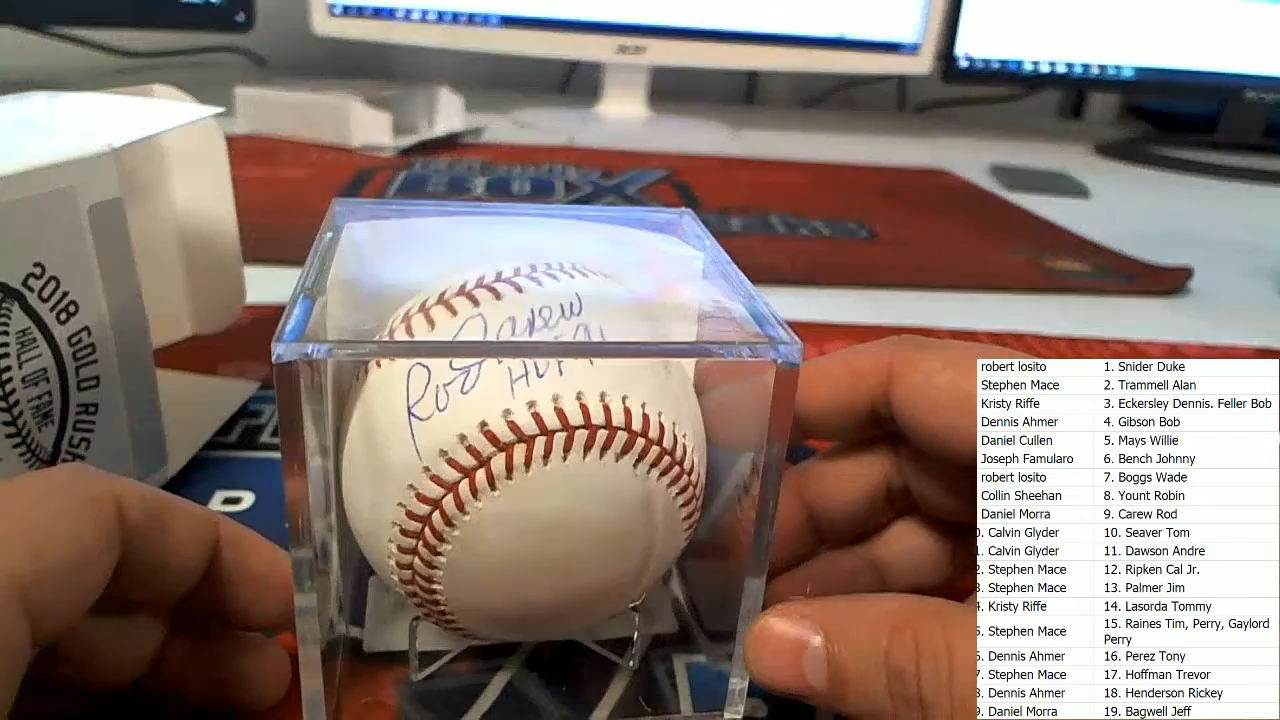 acer
2018 GOLD RUSH
HALL OF FAME
BOX
Rod Carew
HOF 91
robert losito 1. Snider Duke
Stephen Mace 2. Trammell Alan
Kristy Riffe 3. Eckersley Dennis. Feller Bob
Dennis Ahmer 4. Gibson Bob
Daniel Cullen 5. Mays Willie
Joseph Famularo 6. Bench Johnny
robert losito 7. Boggs Wade
Collin Sheehan 8. Yount Robin
Daniel Morra 9. Carew Rod
Calvin Glyder 10. Seaver Tom
Calvin Glyder 11. Dawson Andre
Stephen Mace 12. Ripken Cal Jr.
Stephen Mace 13. Palmer Jim
Kristy Riffe 14. Lasorda Tommy
Stephen Mace 15. Raines Tim, Perry, Gaylord
Perry
Dennis Ahmer 16. Perez Tony
Stephen Mace 17. Hoffman Trevor
Dennis Ahmer 18. Henderson Rickey
Daniel Morra 19. Bagwell Jeff